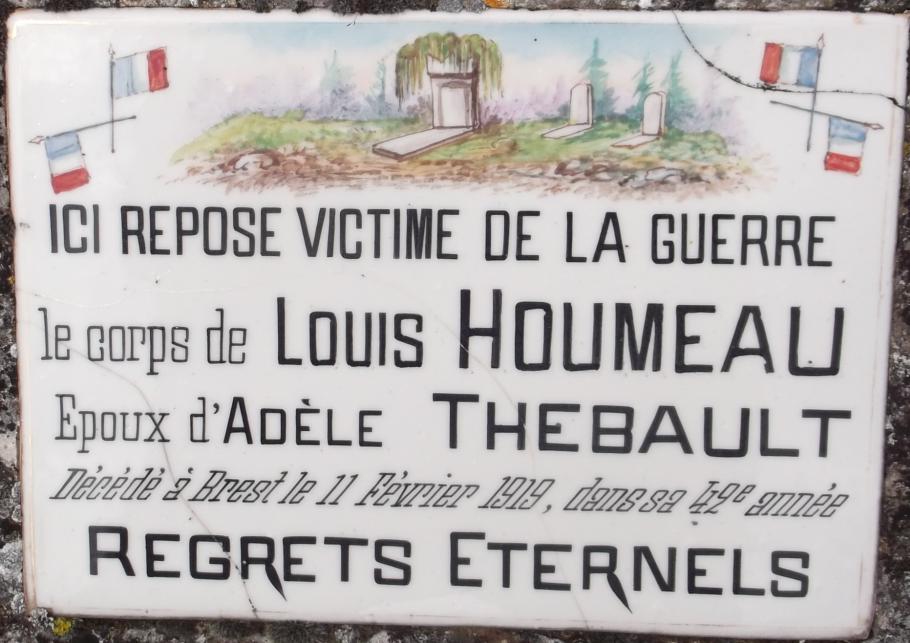 ICI REPOSE VICTIME DE LA GUERRE
le corps de LOUIS HOUMEAU
Epoux d'ADÈLE THEBAULT
Décédé à Brest le 11 Février 1919, dans sa 42e année
REGRETS ETERNELS